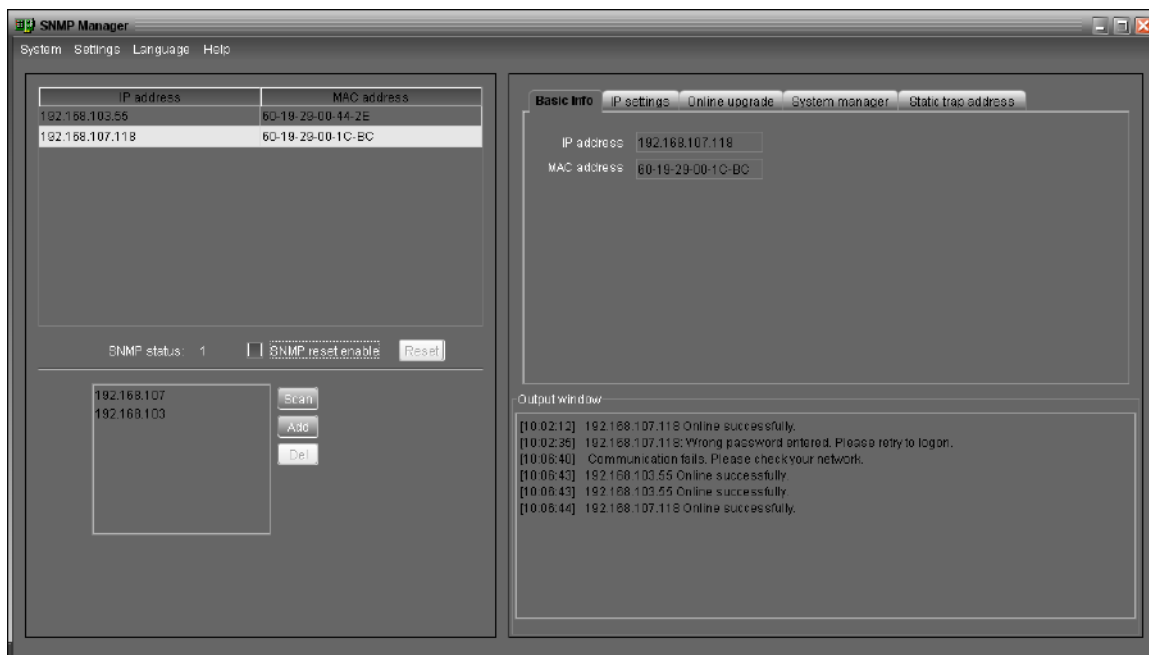 SNMP Manager
System Settings Language Help
IP address MAC address
192.168.103.55 60-19-29-00-44-2E
192.168.107.118 60-19-29-00-1C-BC
SNMP status: 1 SNMP reset enable Reset
192.168.107
192.168.103
Scan
Add
Del
Basic Info IP settings Online upgrade System manager Static trap address
IP address 192.168.107.118
MAC address 60-19-29-00-1C-BC
Output window
[10:02:12] 192.168.107.118 Online successfully.
[10:02:36] 192.168.107.118: Wrong password entered. Please retry to logon.
[10:06:40] Communication fails. Please check your network.
[10:06:43] 192.168.103.55 Online successfully.
[10:06:43] 192.168.103.55 Online successfully.
[10:06:44] 192.168.107.118 Online successfully.